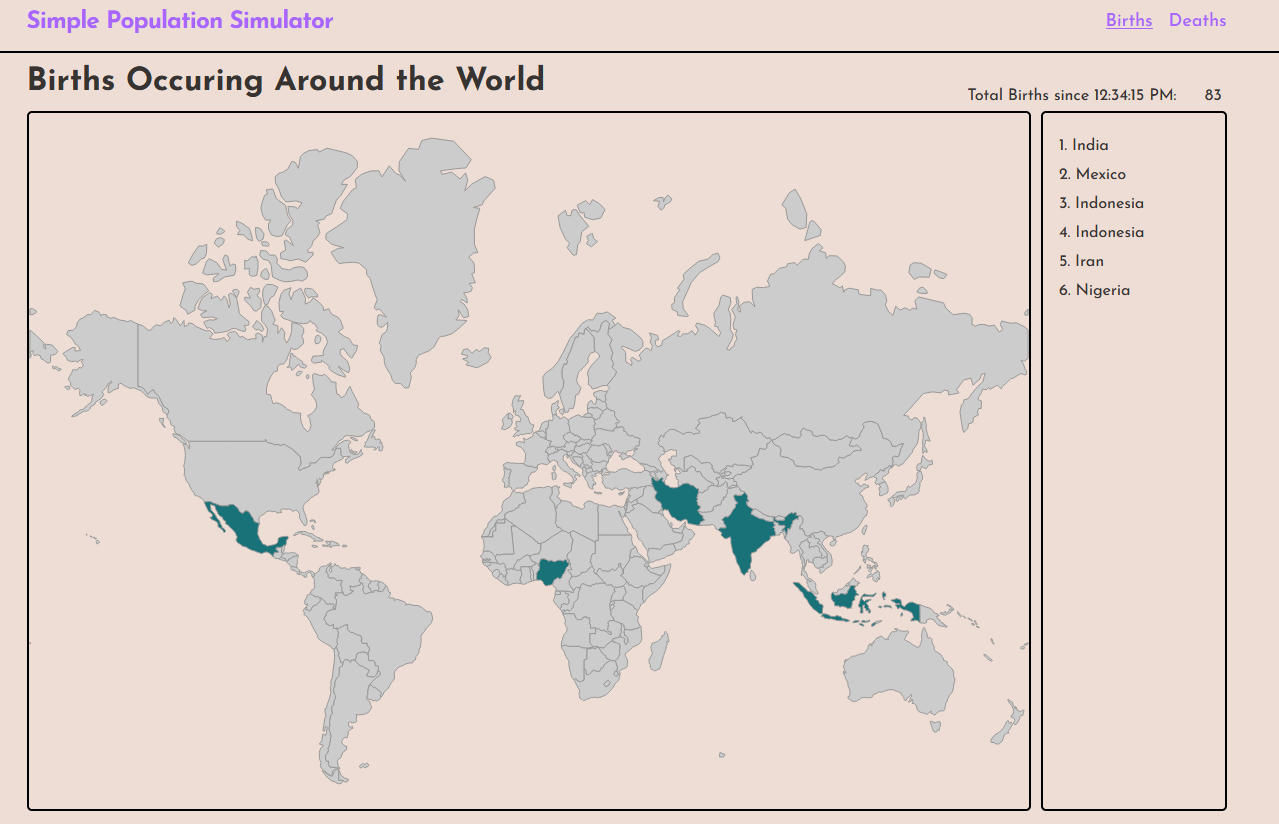 Simple Population Simulator
Births Deaths
Births Occuring Around the World
Total Births since 12:34:15 PM: 83
1. India
2. Mexico
3. Indonesia
4. Indonesia
5. Iran
6. Nigeria